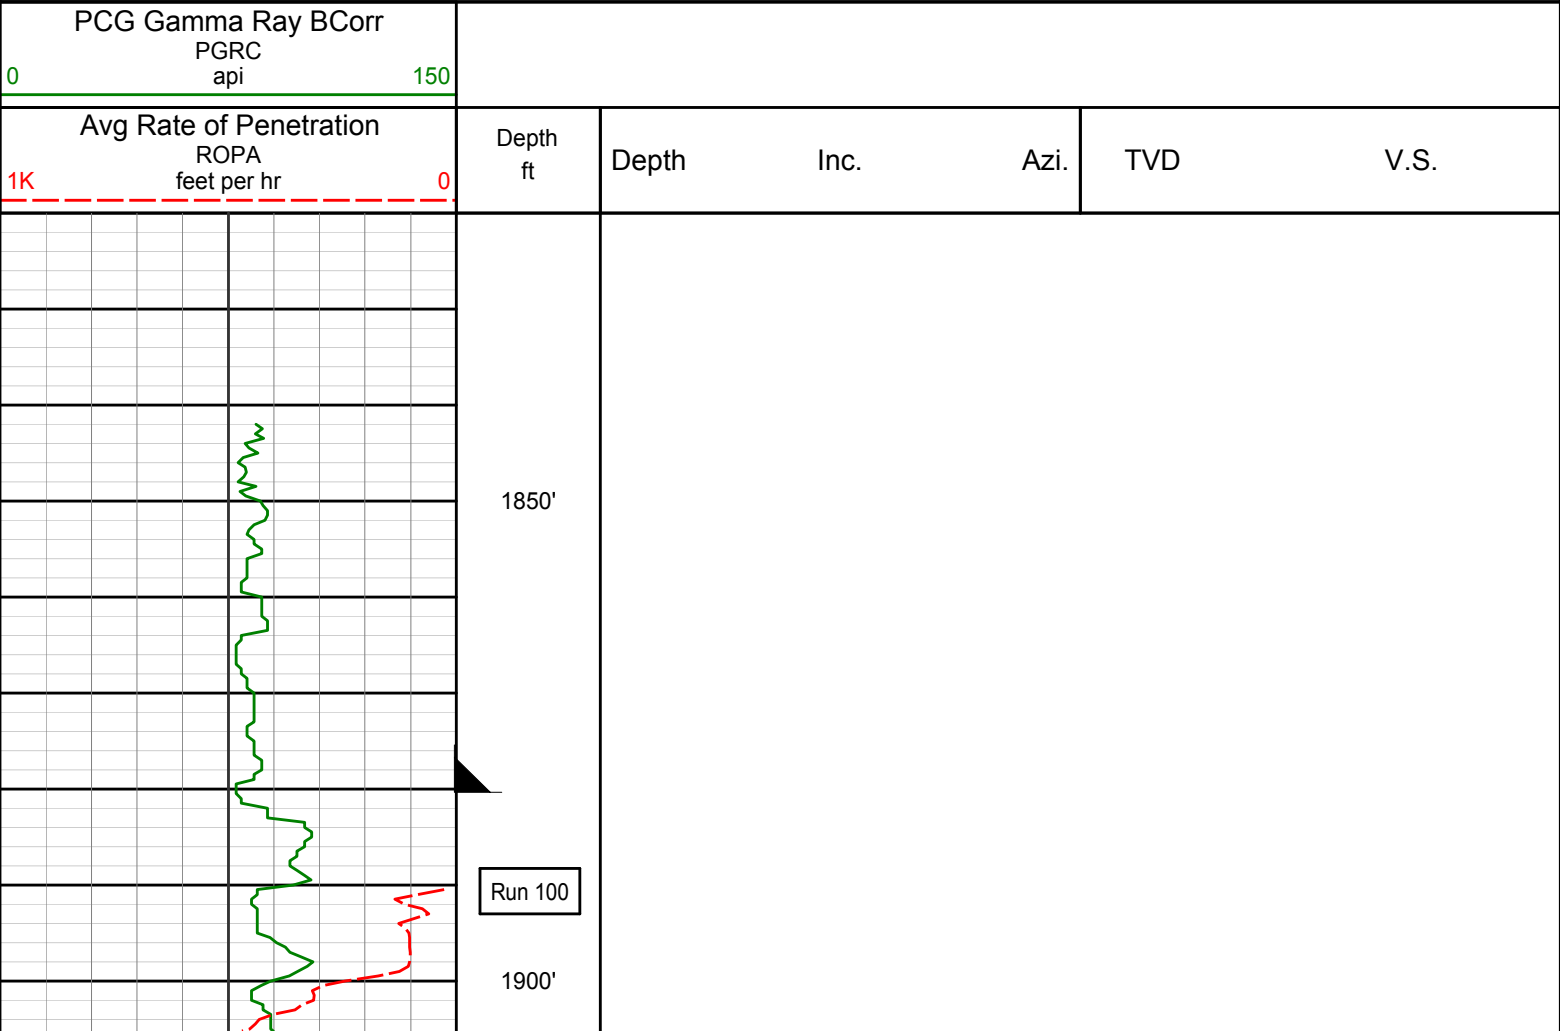 PCG Gamma Ray BCorr
PGRC
0 api 150
Avg Rate of Penetration
ROPA
1K feet per hr 0
Depth
ft
Depth Inc. Azi. TVD V.S.
1850'
Run 100
1900'